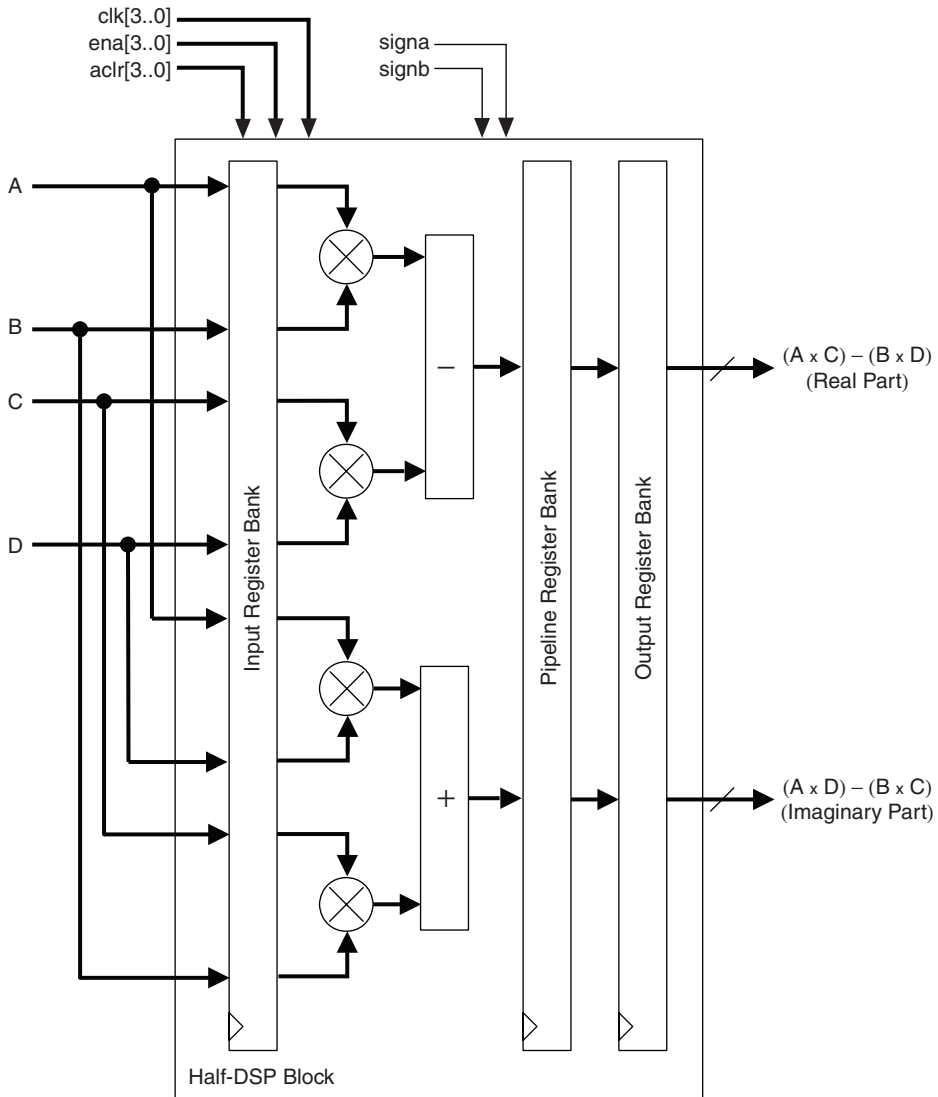 clk[3..0]
ena[3..0]
aclr[3..0]
signa
signb
A
B
C
D
Input Register Bank
−
+
Pipeline Register Bank
Output Register Bank
(A x C) – (B x D)
(Real Part)
(A x D) – (B x C)
(Imaginary Part)
Half-DSP Block